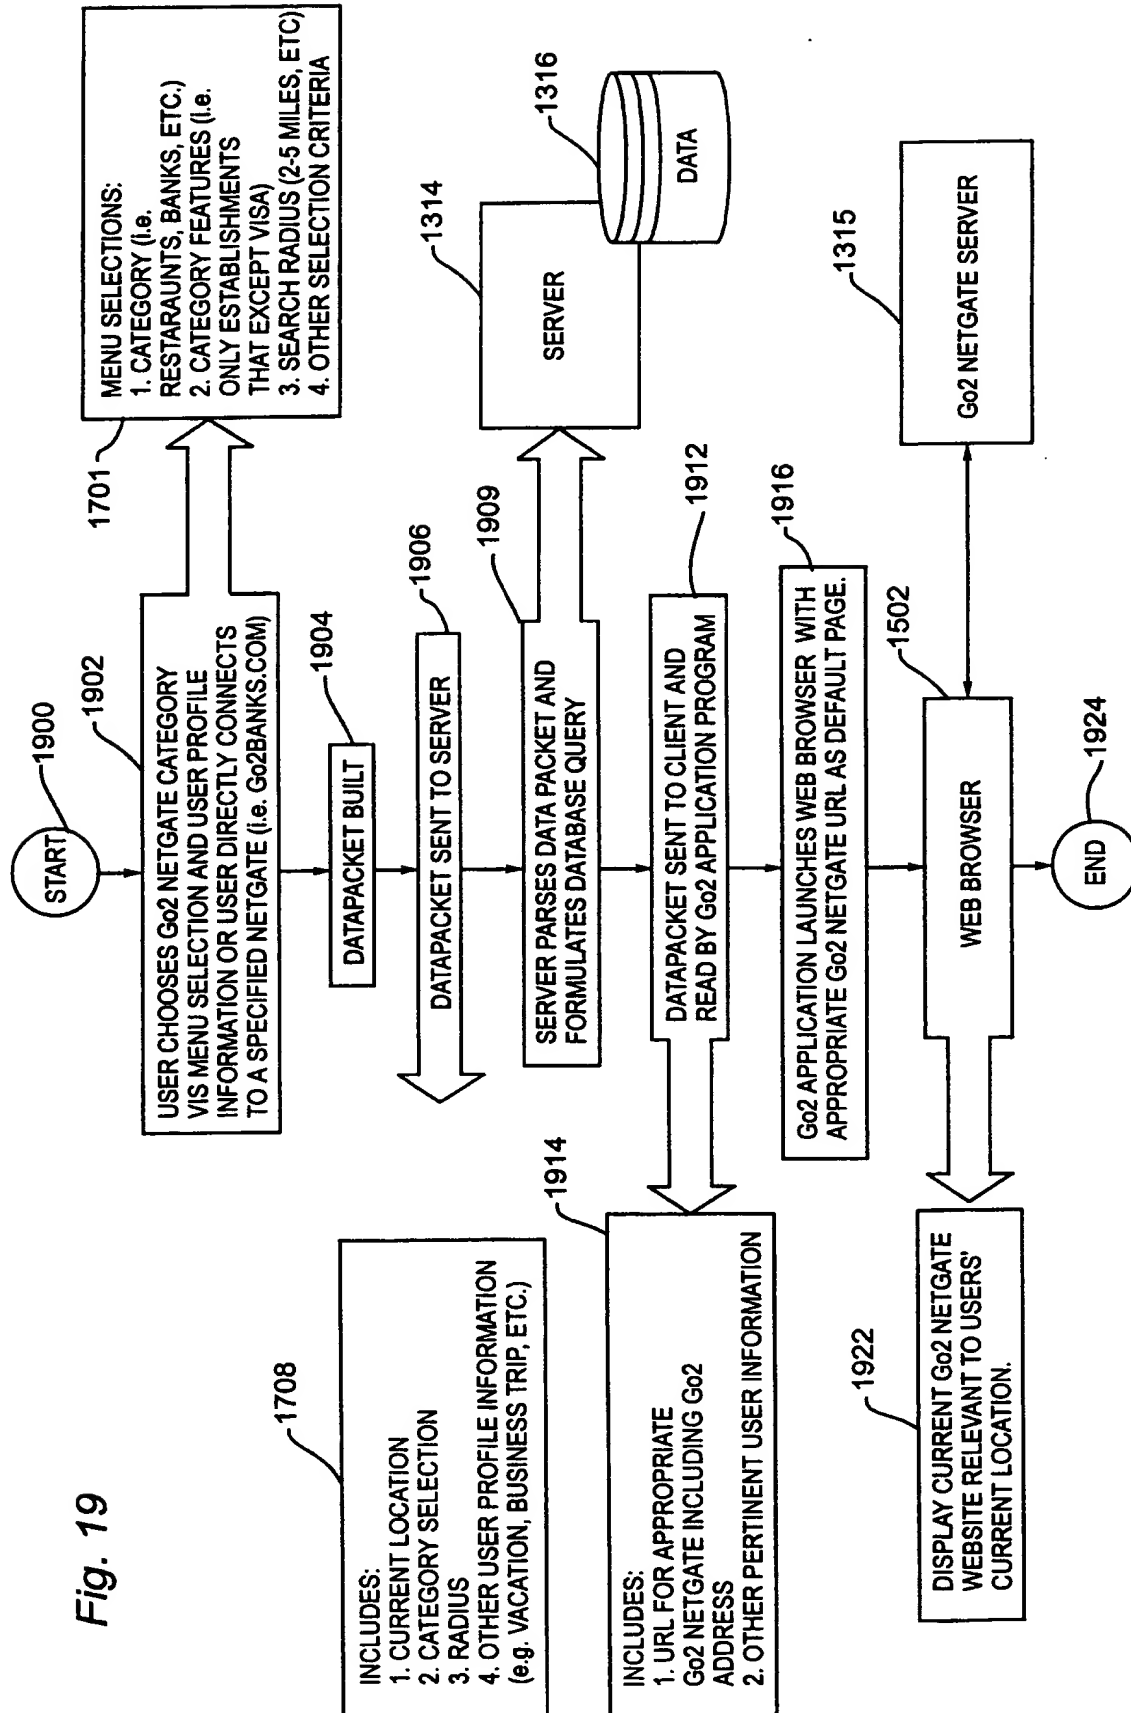 Fig. 19
START
1900
USER CHOOSES Go2 NETGATE CATEGORY
VIS MENU SELECTION AND USER PROFILE
INFORMATION OR USER DIRECTLY CONNECTS
TO A SPECIFIED NETGATE (i.e. Go2BANKS.COM)
1902
MENU SELECTIONS:
1. CATEGORY (i.e.
RESTARAUNTS, BANKS, ETC.)
2. CATEGORY FEATURES (i.e.
ONLY ESTABLISHMENTS
THAT EXCEPT VISA)
3. SEARCH RADIUS (2-5 MILES, ETC)
4. OTHER SELECTION CRITERIA
1701
DATAPACKET BUILT
1904
DATAPACKET SENT TO SERVER
1906
INCLUDES:
1. CURRENT LOCATION
2. CATEGORY SELECTION
3. RADIUS
4. OTHER USER PROFILE INFORMATION
(e.g. VACATION, BUSINESS TRIP, ETC.)
1708
SERVER PARSES DATA PACKET AND
FORMULATES DATABASE QUERY
1909
SERVER
1314
DATA
1316
DATAPACKET SENT TO CLIENT AND
READ BY Go2 APPLICATION PROGRAM
1912
INCLUDES:
1. URL FOR APPROPRIATE
Go2 NETGATE INCLUDING Go2
ADDRESS
2. OTHER PERTINENT USER INFORMATION
1914
Go2 APPLICATION LAUNCHES WEB BROWSER WITH
APPROPRIATE Go2 NETGATE URL AS DEFAULT PAGE.
1916
WEB BROWSER
1502
Go2 NETGATE SERVER
1315
DISPLAY CURRENT Go2 NETGATE
WEBSITE RELEVANT TO USERS'
CURRENT LOCATION.
1922
END
1924